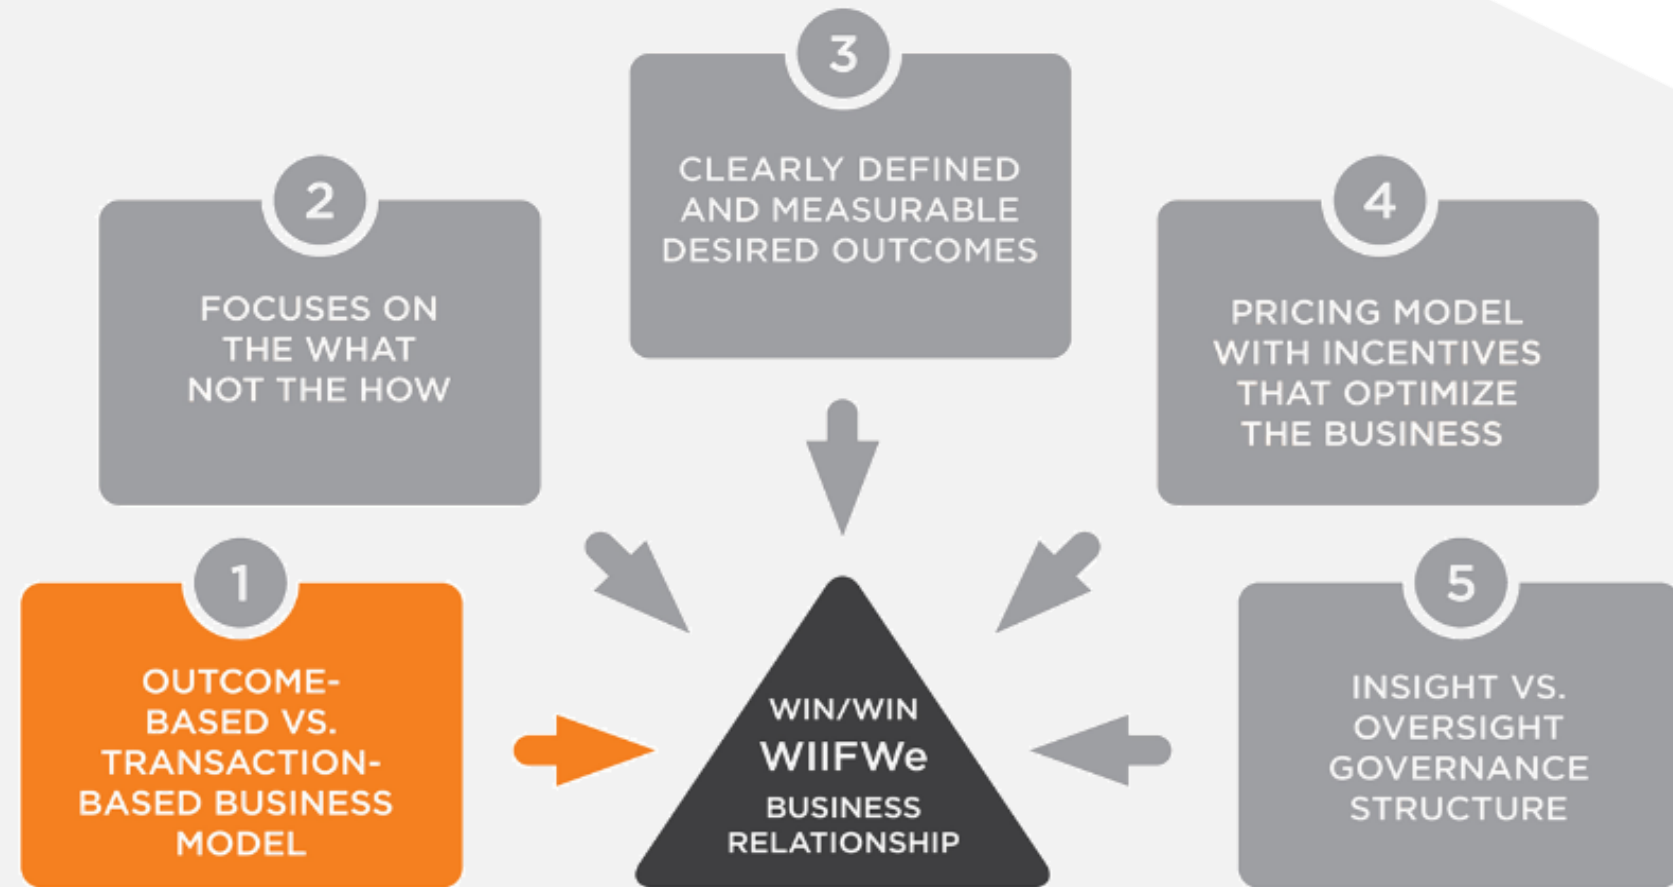 1
OUTCOME-
BASED VS.
TRANSACTION-
BASED BUSINESS
MODEL
2
FOCUSES ON
THE WHAT
NOT THE HOW
3
CLEARLY DEFINED
AND MEASURABLE
DESIRED OUTCOMES
4
PRICING MODEL
WITH INCENTIVES
THAT OPTIMIZE
THE BUSINESS
5
INSIGHT VS.
OVERSIGHT
GOVERNANCE
STRUCTURE
WIN/WIN
WIIFWe
BUSINESS
RELATIONSHIP